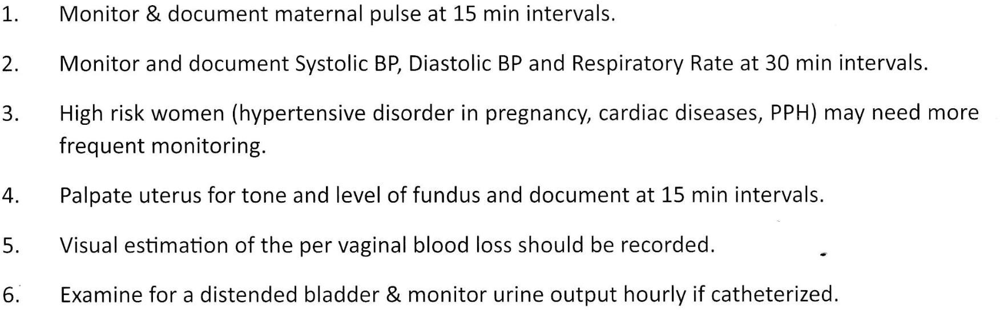 1. Monitor & document maternal pulse at 15 min intervals.
2. Monitor and document Systolic BP, Diastolic BP and Respiratory Rate at 30 min intervals.
3. High risk women (hypertensive disorder in pregnancy, cardiac diseases, PPH) may need more
frequent monitoring.
4. Palpate uterus for tone and level of fundus and document at 15 min intervals.
5. Visual estimation of the per vaginal blood loss should be recorded.
6. Examine for a distended bladder & monitor urine output hourly if catheterized.